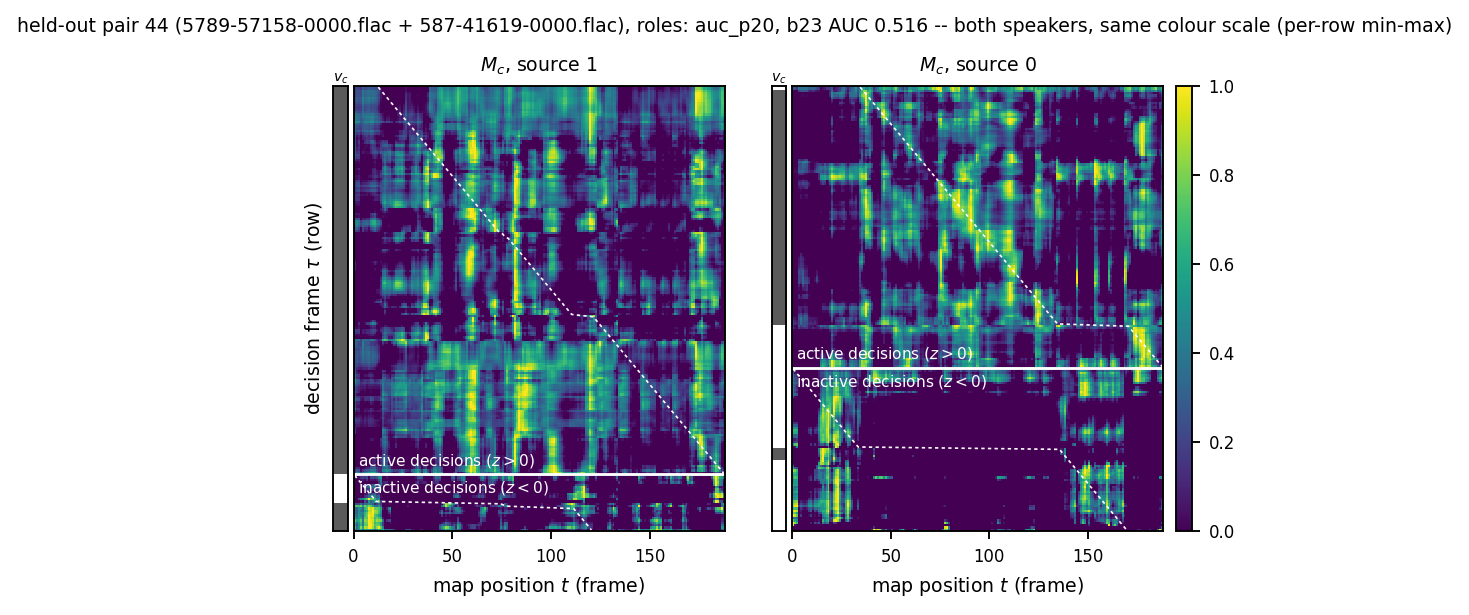 held-out pair 44 (5789-57158-0000.flac + 587-41619-0000.flac), roles: auc_p20, b23 AUC 0.516 -- both speakers, same colour scale (per-row min-max)
v_c
M_c, source 1
v_c
M_c, source 0
decision frame τ (row)
active decisions (z > 0)
inactive decisions (z < 0)
0
50
100
150
map position t (frame)
active decisions (z > 0)
inactive decisions (z < 0)
0
50
100
150
map position t (frame)
1.0
0.8
0.6
0.4
0.2
0.0